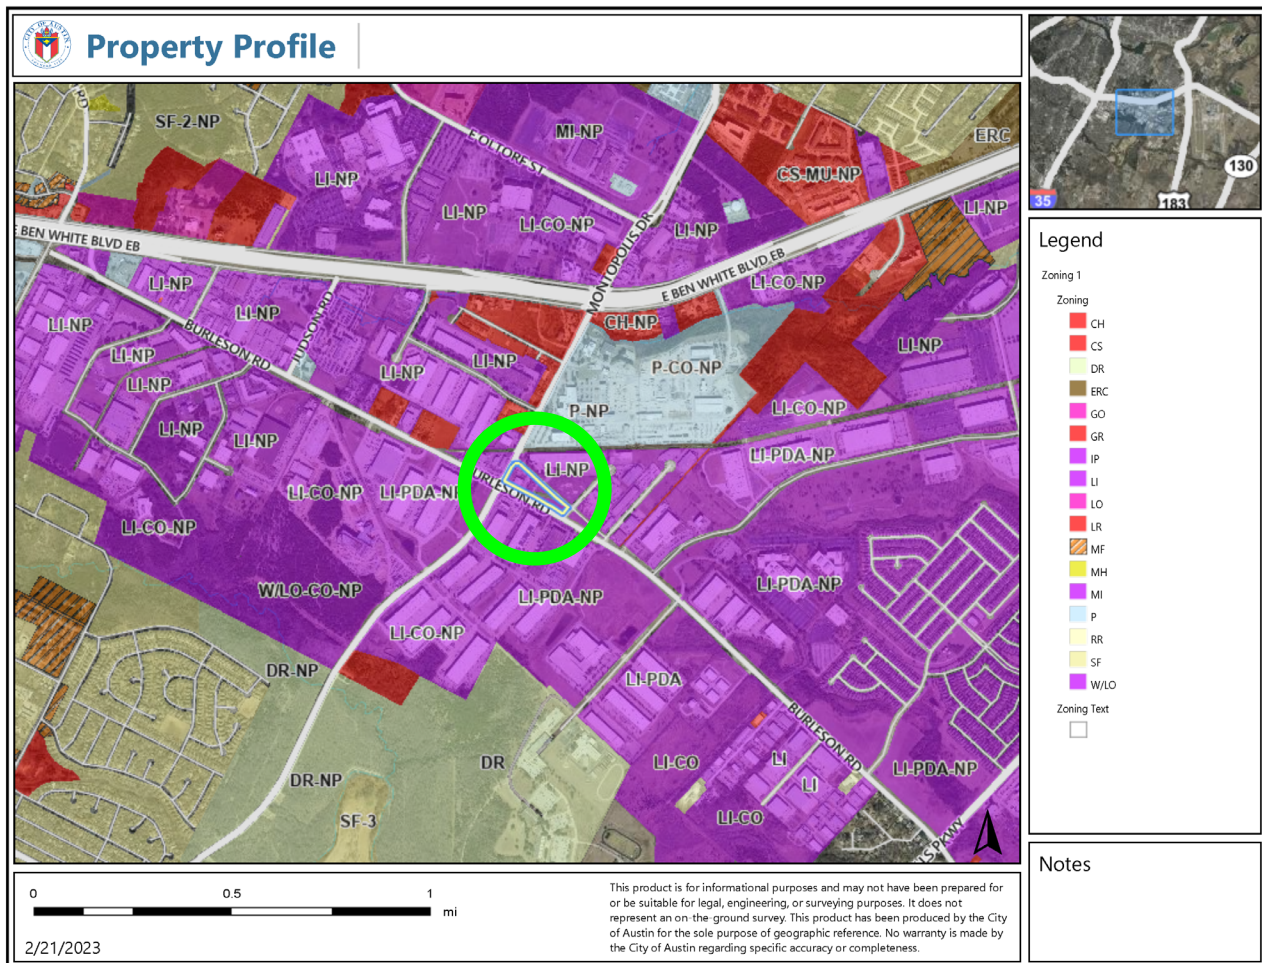 CITY OF AUSTIN
Property Profile
SF-2-NP
MI-NP
ERC
E OLTORF ST
LI-NP
CS-MU-NP
LI-NP
LI-CO-NP
LI-NP
LI-NP
MONTOPOLIS DR
E BEN WHITE BLVD EB
E BEN WHITE BLVD EB
LI-NP
LI-CO-NP
LI-NP
LI-NP
CH-NP
BURLESON RD
JUDSON RD
LI-NP
LI-NP
LI-NP
LI-NP
LI-NP
P-CO-NP
P-NP
LI-CO-NP
LI-NP
LI-NP
LI-NP
LI-PDA-NP
LI-CO-NP
LI-PDA-NP
URLESON RD
LI-CO-NP
W/LO-CO-NP
LI-PDA-NP
LI-PDA-NP
LI-CO-NP
DR-NP
LI-PDA
BURLESON RD
DR
LI-CO
LI
LI
LI-PDA-NP
DR-NP
SF-3
LI-CO
S PKWY
35
183
130
Legend
Zoning 1
Zoning
CH
CS
DR
ERC
GO
GR
IP
LI
LO
LR
MF
MH
MI
P
RR
SF
W/LO
Zoning Text
Notes
0 0.5 1
mi
2/21/2023
This product is for informational purposes and may not have been prepared for
or be suitable for legal, engineering, or surveying purposes. It does not
represent an on-the-ground survey. This product has been produced by the City
of Austin for the sole purpose of geographic reference. No warranty is made by
the City of Austin regarding specific accuracy or completeness.